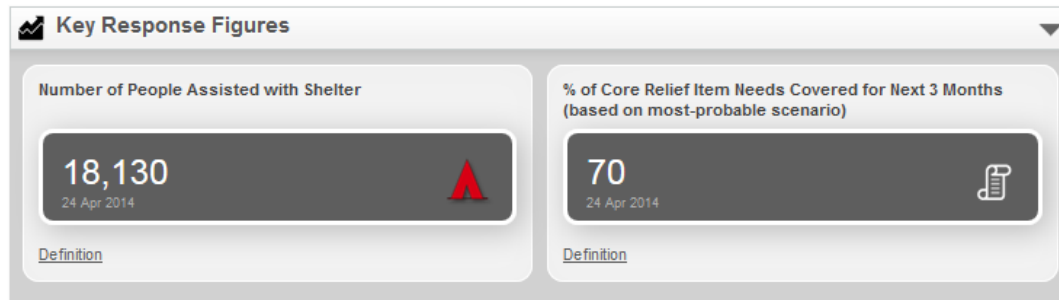 Key Response Figures
Number of People Assisted with Shelter
18,130
24 Apr 2014
Definition
% of Core Relief Item Needs Covered for Next 3 Months
(based on most-probable scenario)
70
24 Apr 2014
Definition